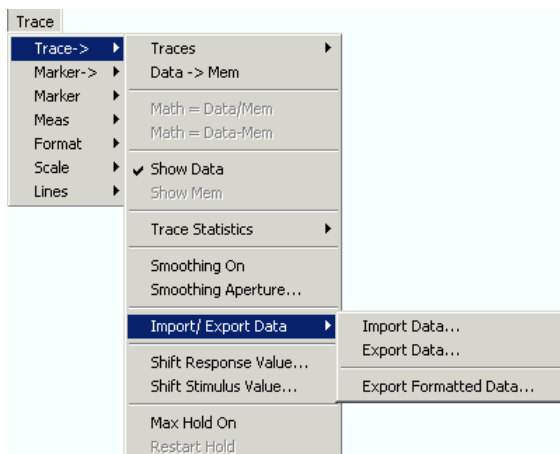 Trace
Trace->
Marker->
Marker
Meas
Format
Scale
Lines
Traces
Data -> Mem
Math = Data/Mem
Math = Data-Mem
Show Data
Show Mem
Trace Statistics
Smoothing On
Smoothing Aperture...
Import/ Export Data
Shift Response Value...
Shift Stimulus Value...
Max Hold On
Restart Hold
Import Data...
Export Data...
Export Formatted Data...